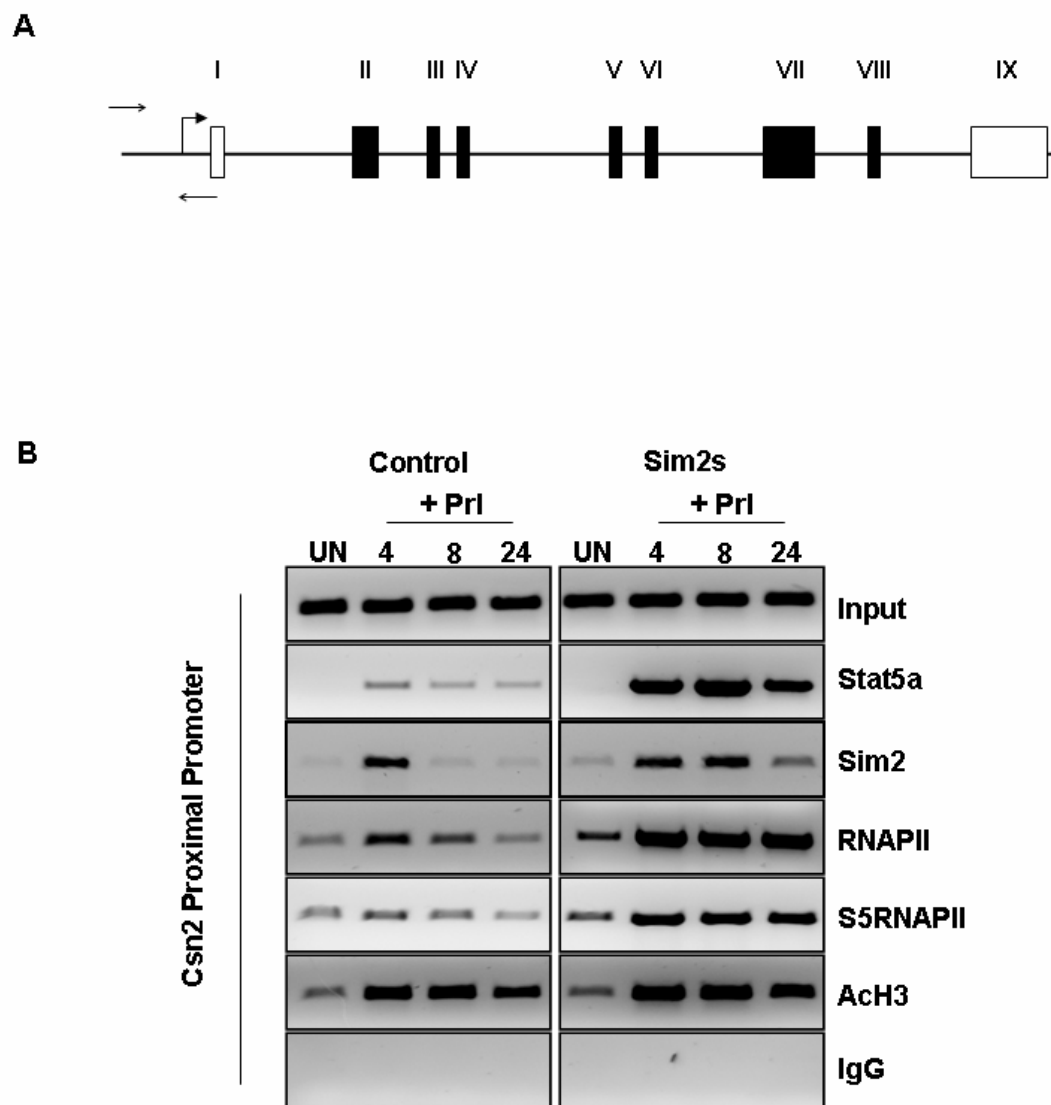 A
I II III IV V VI VII VIII IX
B
Control Sim2s
+ Prl + Prl
UN 4 8 24 UN 4 8 24
Csn2 Proximal Promoter
Input
Stat5a
Sim2
RNAPII
S5RNAPII
AcH3
IgG